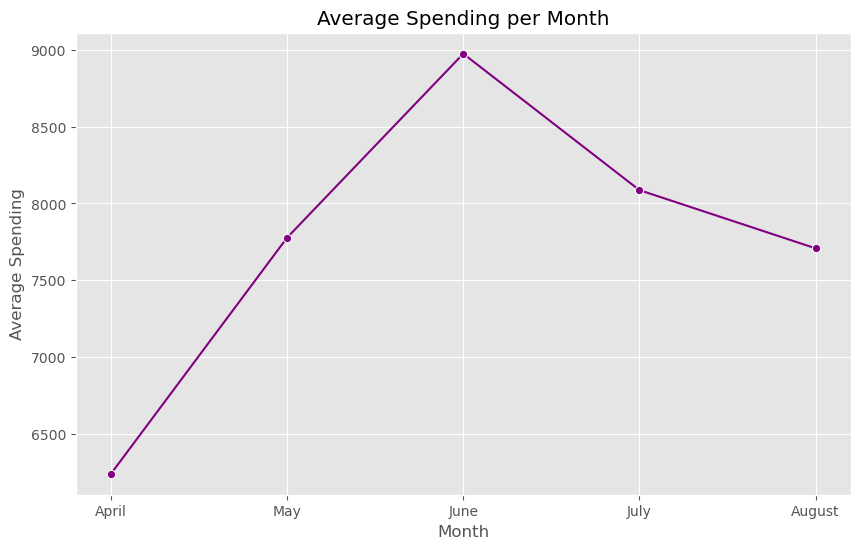 Average Spending per Month
9000
8500
8000
7500
7000
6500
Average Spending
April May June July August
Month